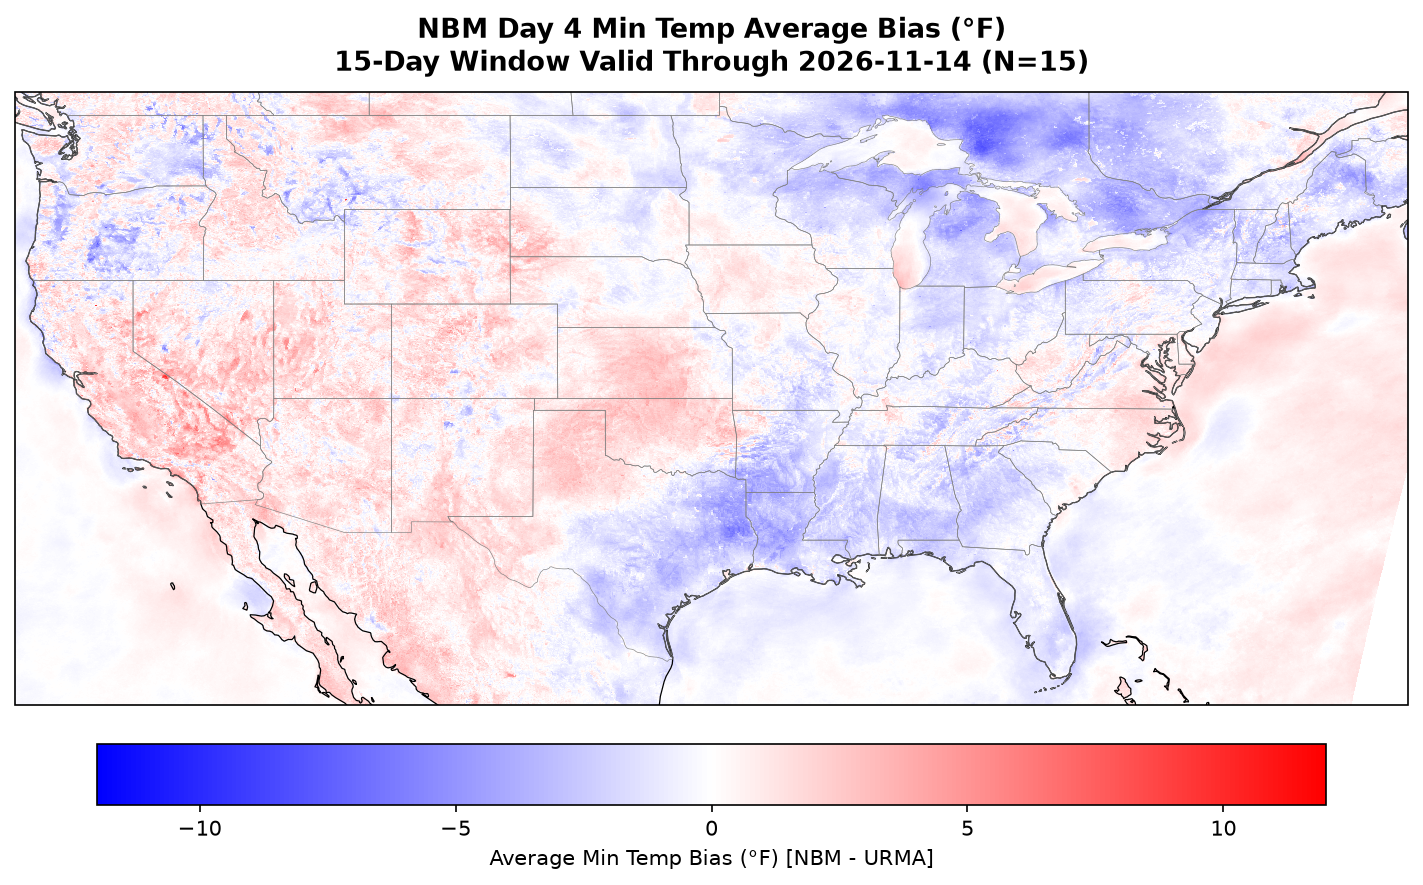 NBM Day 4 Min Temp Average Bias (°F)
15-Day Window Valid Through 2026-11-14 (N=15)
−10 −5 0 5 10
Average Min Temp Bias (°F) [NBM - URMA]